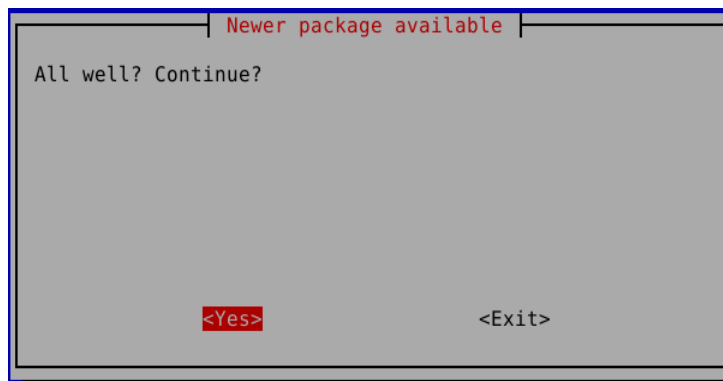 Newer package available
All well? Continue?
<Yes> <Exit>